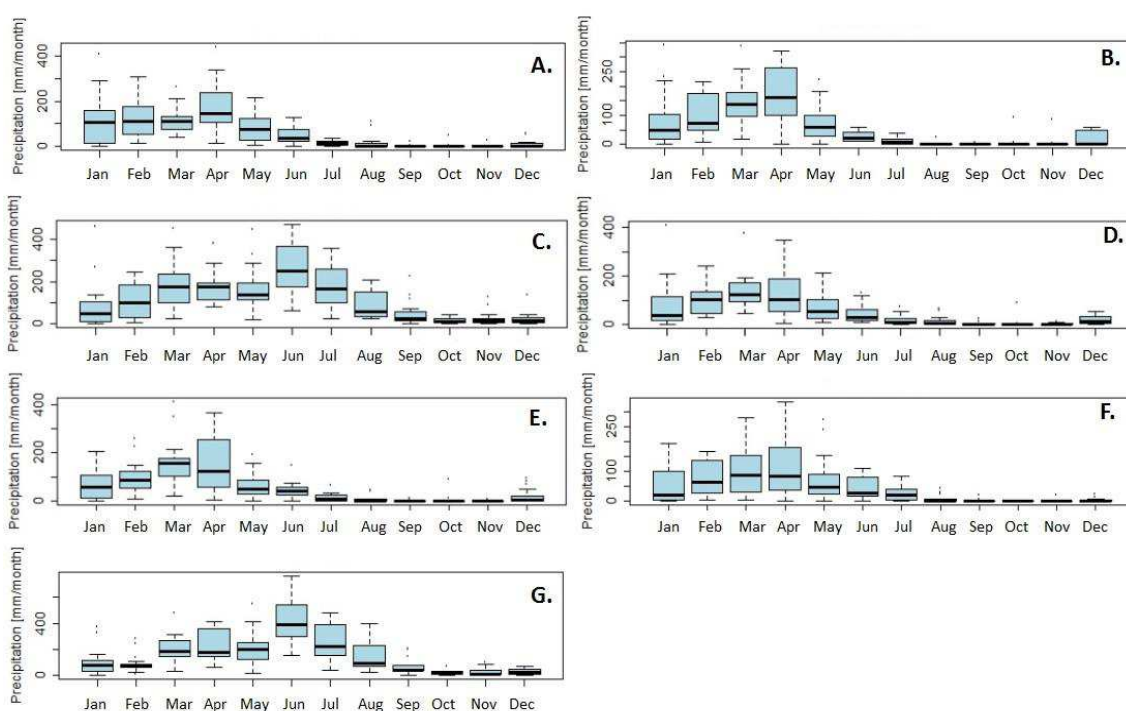 Precipitation [mm/month]
0
200
400
A.
Jan Feb Mar Apr May Jun Jul Aug Sep Oct Nov Dec
Precipitation [mm/month]
0
100
250
B.
Jan Feb Mar Apr May Jun Jul Aug Sep Oct Nov Dec
Precipitation [mm/month]
0
200
400
C.
Jan Feb Mar Apr May Jun Jul Aug Sep Oct Nov Dec
Precipitation [mm/month]
0
200
400
D.
Jan Feb Mar Apr May Jun Jul Aug Sep Oct Nov Dec
Precipitation [mm/month]
0
200
400
E.
Jan Feb Mar Apr May Jun Jul Aug Sep Oct Nov Dec
Precipitation [mm/month]
0
100
250
F.
Jan Feb Mar Apr May Jun Jul Aug Sep Oct Nov Dec
Precipitation [mm/month]
0
400
G.
Jan Feb Mar Apr May Jun Jul Aug Sep Oct Nov Dec